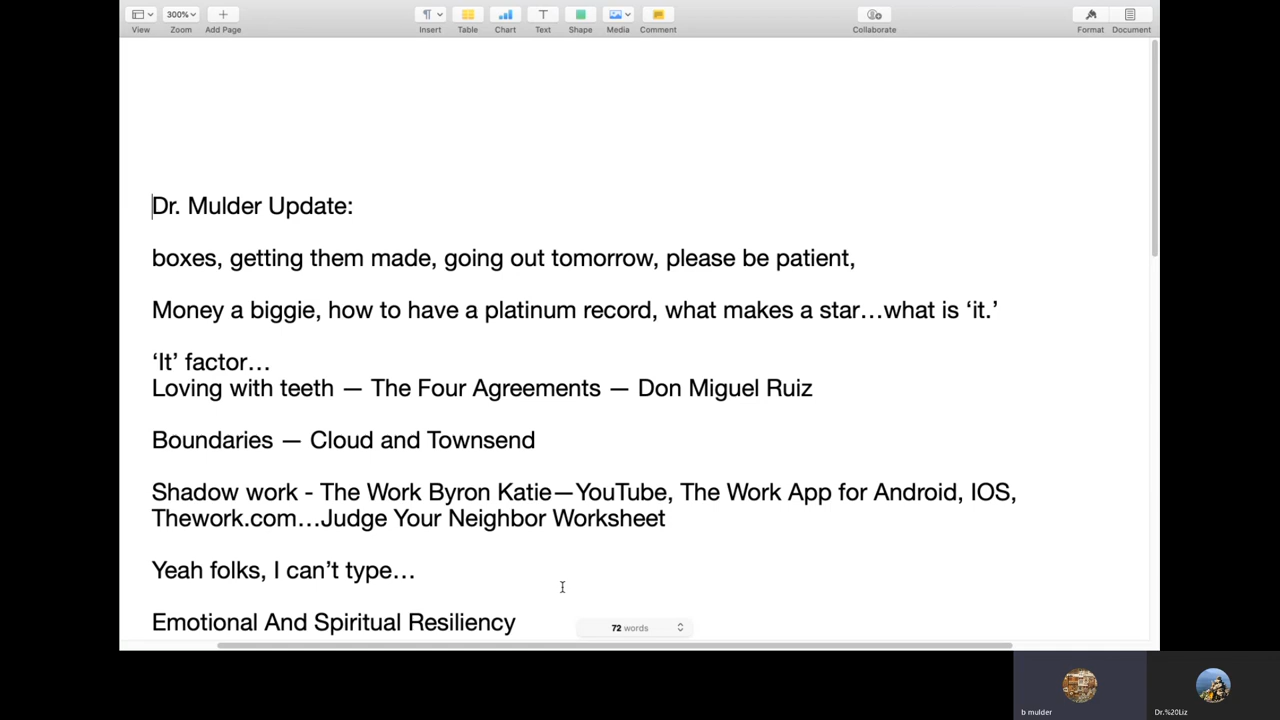 View
Zoom
300%
Add Page
Insert
Table
Chart
Text
Shape
Media
Comment
Collaborate
Format
Document
Dr. Mulder Update:
boxes, getting them made, going out tomorrow, please be patient,
Money a biggie, how to have a platinum record, what makes a star…what is ‘it.’
‘It’ factor…
Loving with teeth — The Four Agreements — Don Miguel Ruiz
Boundaries — Cloud and Townsend
Shadow work - The Work Byron Katie—YouTube, The Work App for Android, IOS,
Thework.com…Judge Your Neighbor Worksheet
Yeah folks, I can’t type…
Emotional And Spiritual Resiliency
72 words
b mulder
Dr.%20Liz